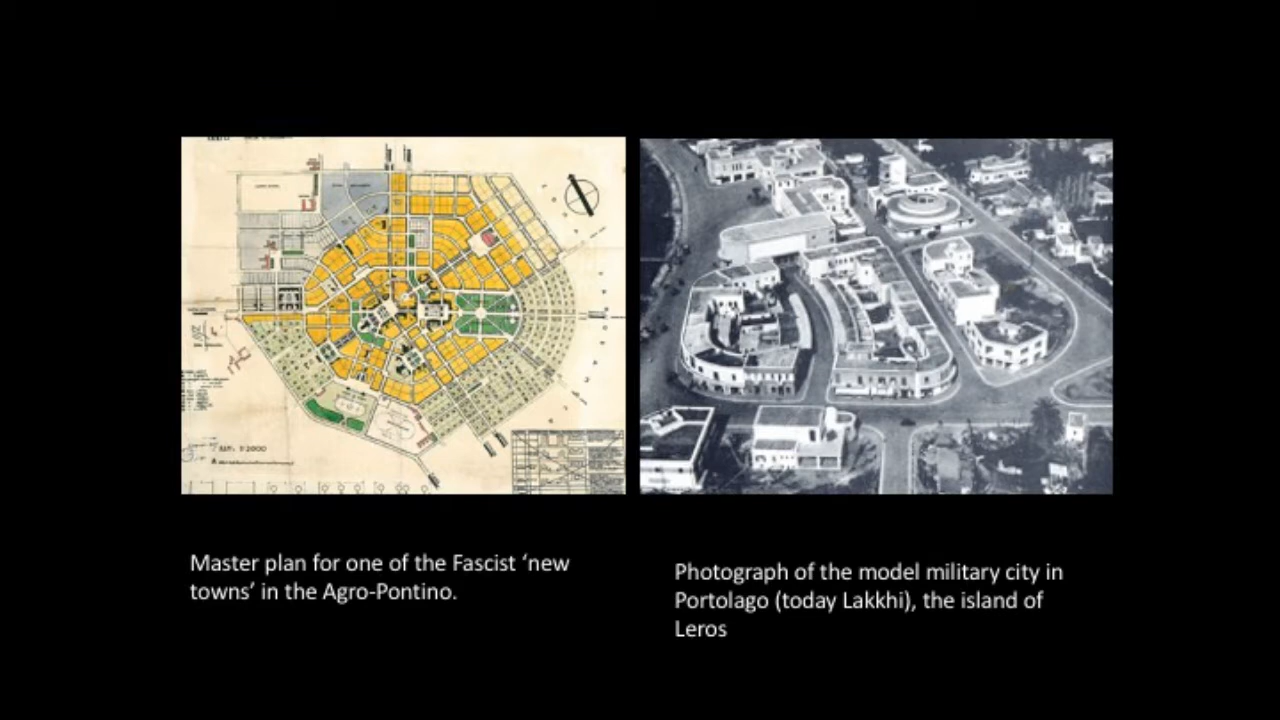 Master plan for one of the Fascist ‘new
towns’ in the Agro-Pontino.
Photograph of the model military city in
Portolago (today Lakkhi), the island of
Leros